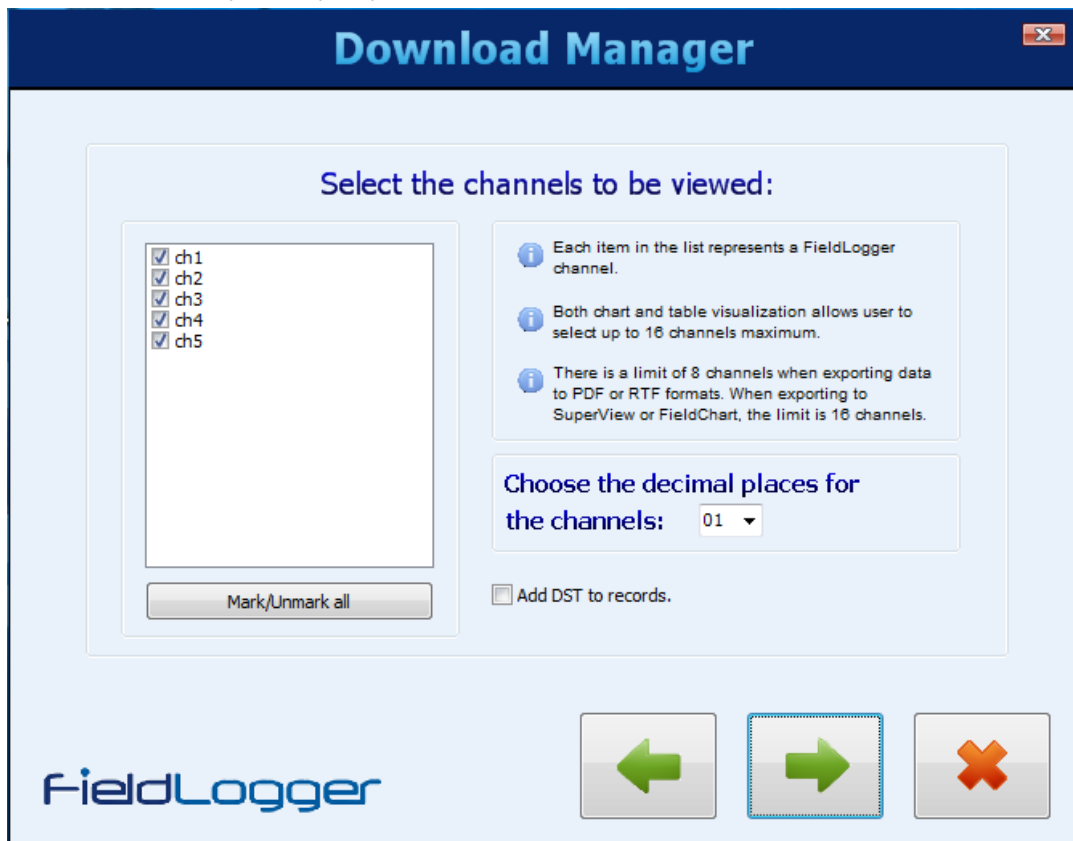 Download Manager
Select the channels to be viewed:
ch1
ch2
ch3
ch4
ch5
Mark/Unmark all
Each item in the list represents a FieldLogger
channel.
Both chart and table visualization allows user to
select up to 16 channels maximum.
There is a limit of 8 channels when exporting data
to PDF or RTF formats. When exporting to
SuperView or FieldChart, the limit is 16 channels.
Choose the decimal places for
the channels: 01
Add DST to records.
FieldLogger